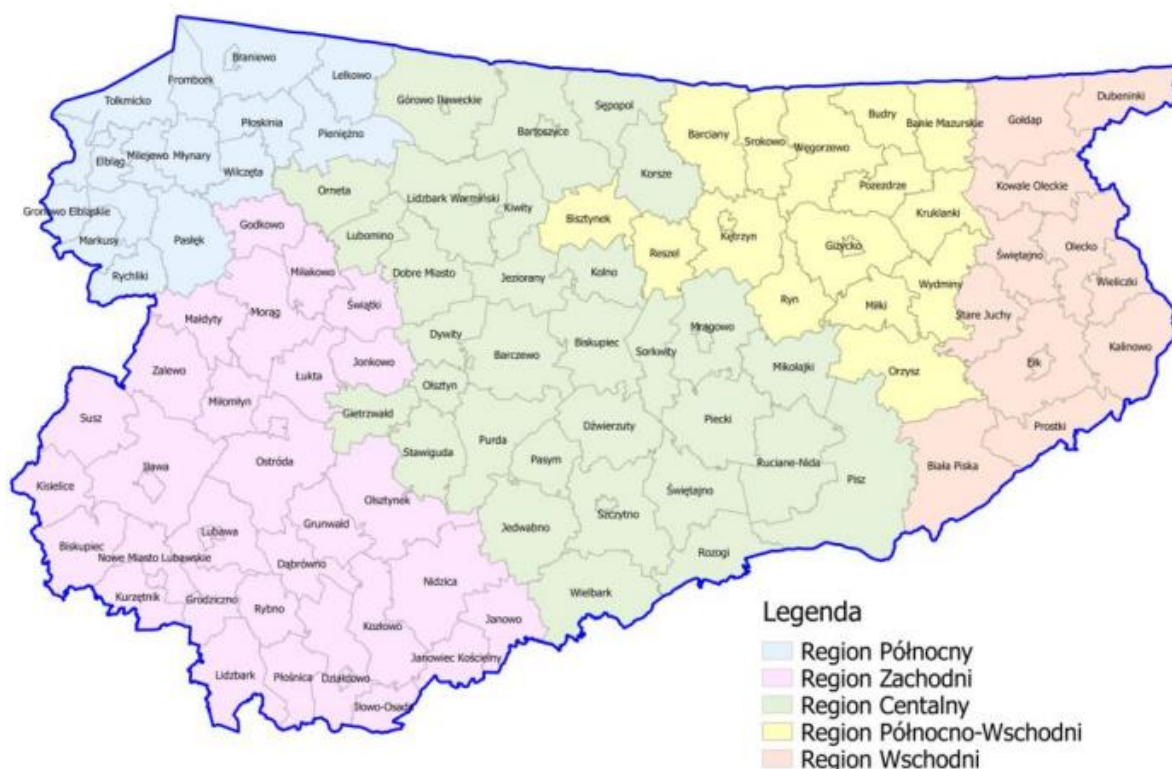 Braniewo
Frombork
Lelkowo
Tolkmicko
Płoskinia
Pieniężno
Elbląg
Milejewo
Młynary
Wilczęta
Gronowo Elbląskie
Markusy
Pasłęk
Rychliki
Górowo Iławeckie
Sępopol
Bartoszyce
Korsze
Orneta
Lidzbark Warmiński
Kiwity
Lubomino
Dobre Miasto
Jeziorany
Kolno
Bisztynek
Reszel
Barciany
Srokowo
Węgorzewo
Budry
Banie Mazurskie
Pozezdrze
Kruklanki
Kętrzyn
Giżycko
Wydminy
Ryn
Miłki
Orzysz
Gołdap
Dubeninki
Kowale Oleckie
Świętajno
Olecko
Wieliczki
Stare Juchy
Kalinowo
Ełk
Prostki
Biała Piska
Godkowo
Miłakowo
Morąg
Świątki
Małdyty
Zalewo
Łukta
Jonkowo
Miłomłyn
Susz
Iława
Ostróda
Kisielice
Olsztynek
Lubawa
Grunwald
Biskupiec
Nowe Miasto Lubawskie
Dąbrówno
Kurzętnik
Grodziczno
Rybno
Nidzica
Kozłowo
Janowo
Janowiec Kościelny
Lidzbark
Płośnica
Działdowo
Iłowo-Osada
Dywity
Barczewo
Biskupiec
Sorkwity
Mrągowo
Mikołajki
Olsztyn
Gietrzwałd
Stawiguda
Purda
Pasym
Dźwierzuty
Piecki
Ruciane-Nida
Pisz
Szczytno
Świętajno
Jedwabno
Rozogi
Wielbark
Legenda
Region Północny
Region Zachodni
Region Centalny
Region Północno-Wschodni
Region Wschodni